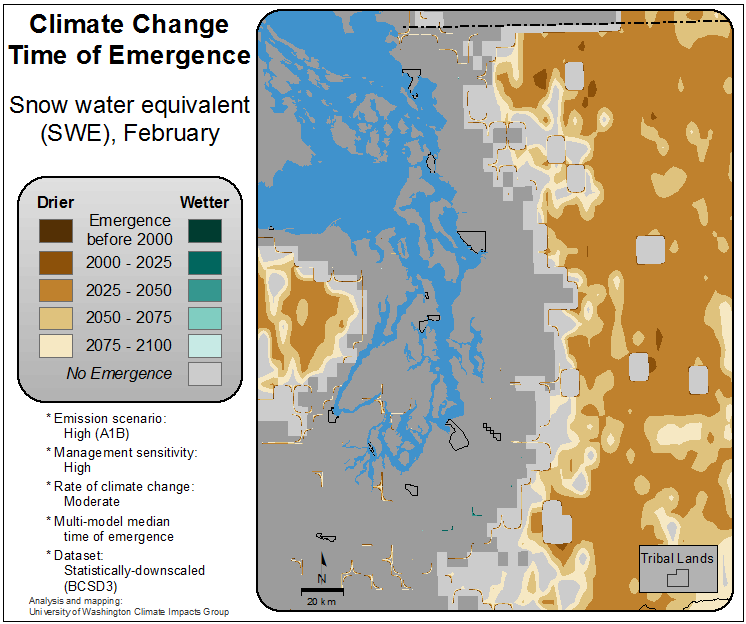 Climate Change
Time of Emergence
Snow water equivalent
(SWE), February
Drier Wetter
Emergence
before 2000
2000 - 2025
2025 - 2050
2050 - 2075
2075 - 2100
No Emergence
* Emission scenario:
High (A1B)
* Management sensitivity:
High
* Rate of climate change:
Moderate
* Multi-model median
time of emergence
* Dataset:
Statistically-downscaled
(BCSD3)
Analysis and mapping:
University of Washington Climate Impacts Group
N
20 km
Tribal Lands